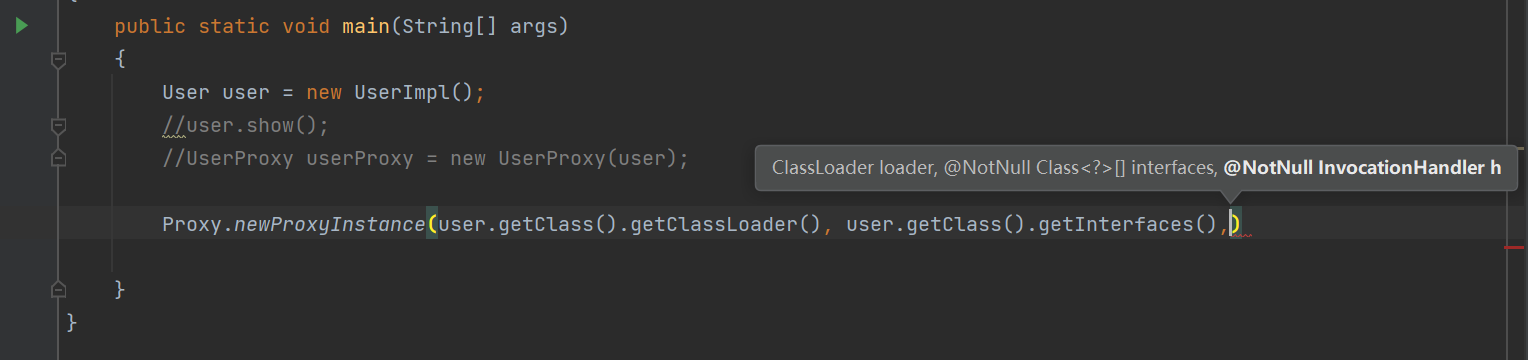 public static void main(String[] args)
{
User user = new UserImpl();
//user.show();
//UserProxy userProxy = new UserProxy(user);
ClassLoader loader, @NotNull Class<?>[] interfaces, @NotNull InvocationHandler h
Proxy.newProxyInstance(user.getClass().getClassLoader(), user.getClass().getInterfaces(),)
}
}